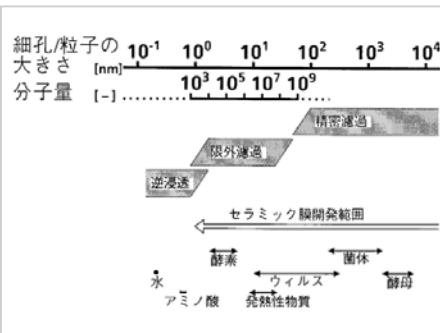 細孔/粒子の
大きさ [nm] 10⁻¹ 10⁰ 10¹ 10² 10³ 10⁴
分子量 [-] 10³ 10⁵ 10⁷ 10⁹
精密濾過
限外濾過
逆浸透
セラミック膜開発範囲
酵素 菌体
水 ウィルス 酵母
アミノ酸 発熱性物質